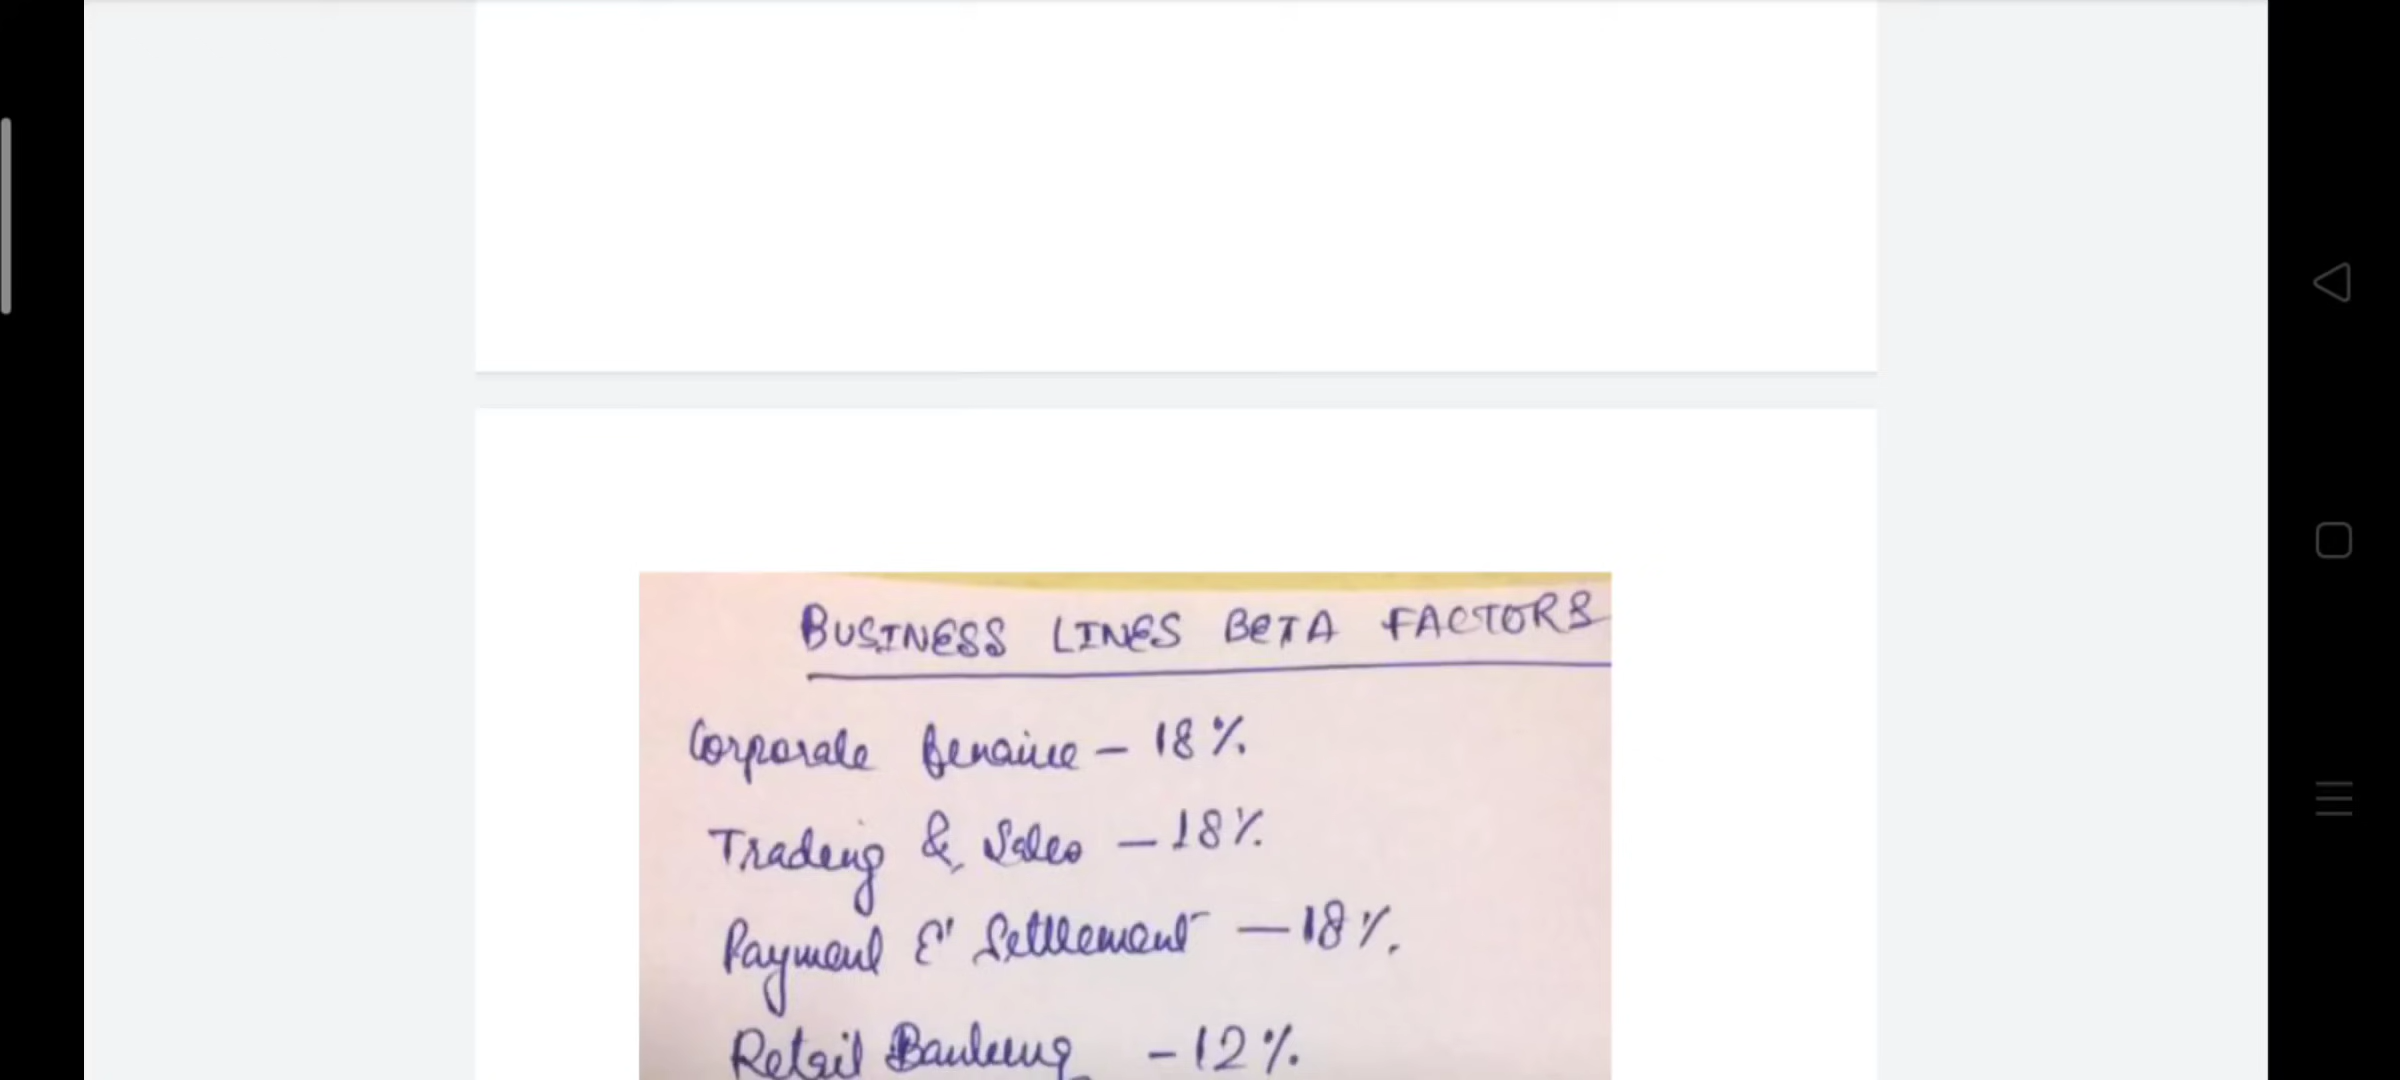 BUSINESS LINES BETA FACTORS
Corporate finance - 18%.
Trading & Sales - 18%.
Payment & Settlement - 18%.
Retail Banking - 12%.